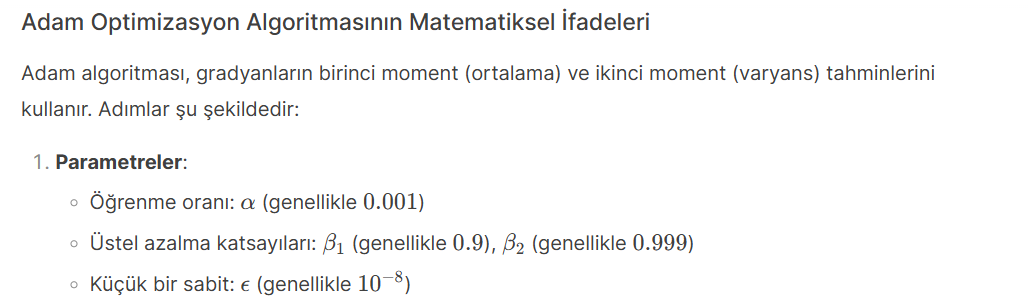 Adam Optimizasyon Algoritmasının Matematiksel İfadeleri
Adam algoritması, gradyanların birinci moment (ortalama) ve ikinci moment (varyans) tahminlerini
kullanır. Adımlar şu şekildedir:
1. Parametreler:
◦ Öğrenme oranı: α (genellikle 0.001)
◦ Üstel azalma katsayıları: β₁ (genellikle 0.9), β₂ (genellikle 0.999)
◦ Küçük bir sabit: ϵ (genellikle 10⁻⁸)